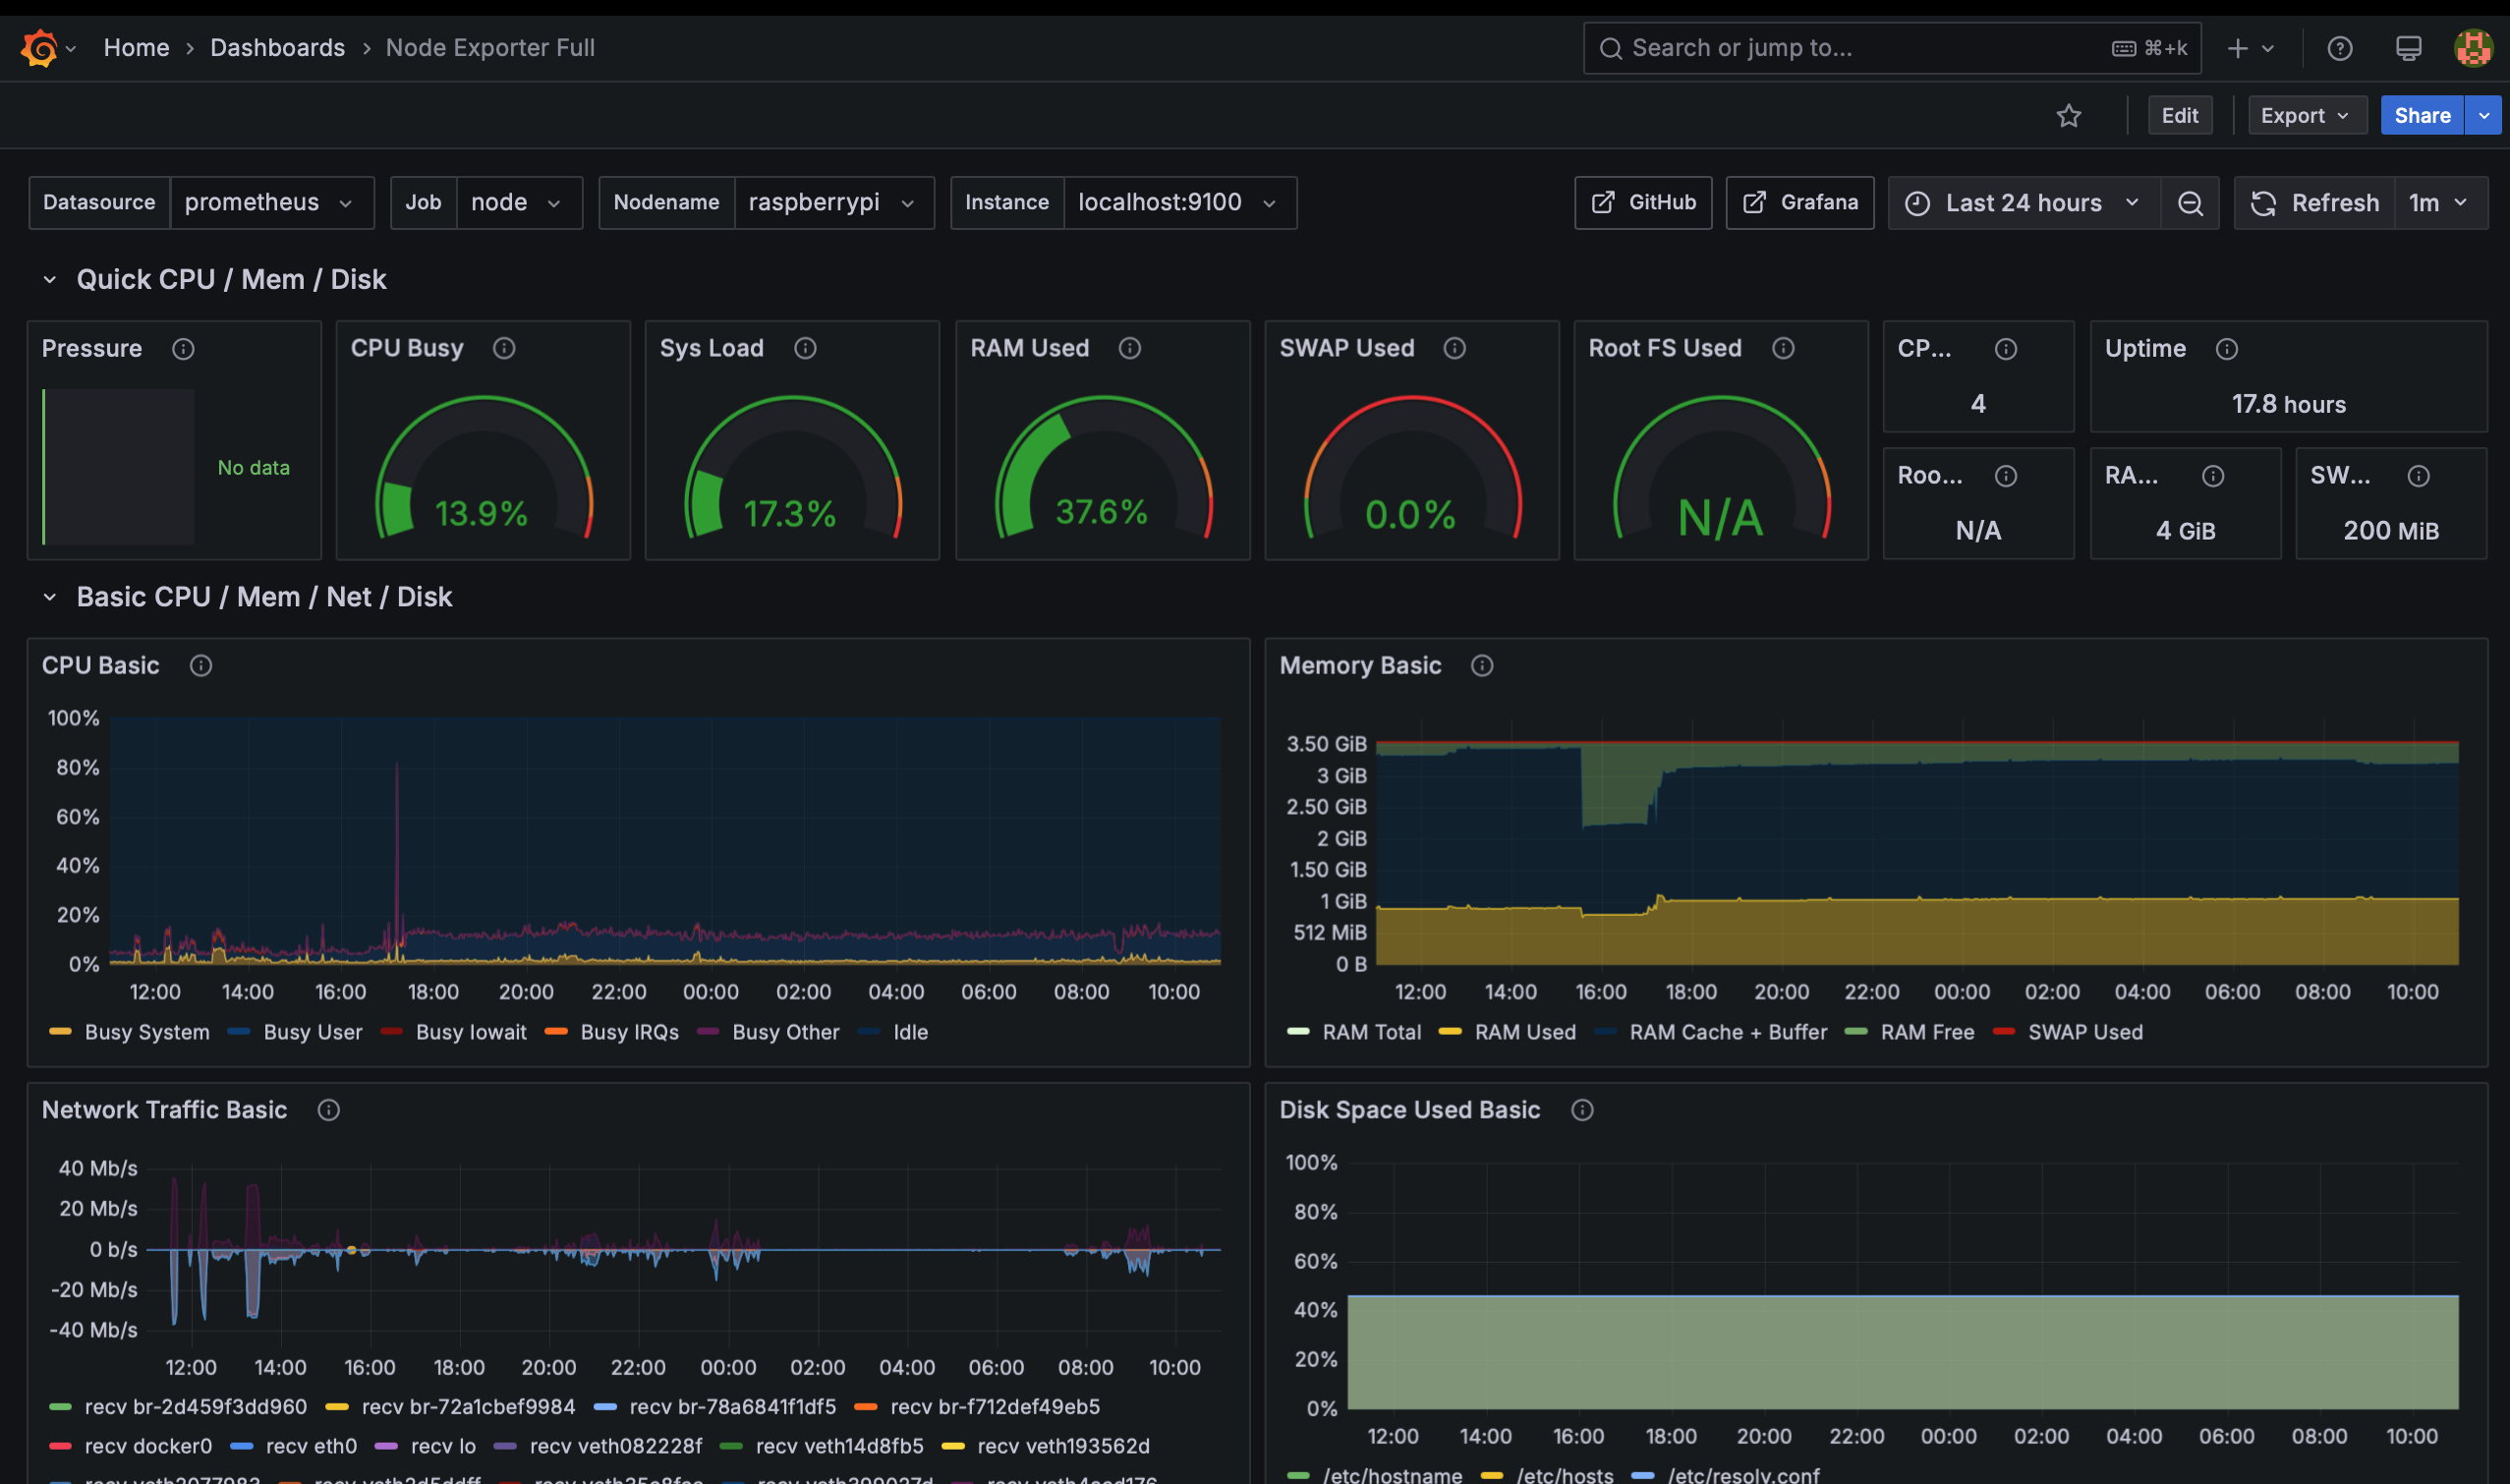 Home › Dashboards › Node Exporter Full Search or jump to... ⌘+k
Edit Export Share
Datasource prometheus Job node Nodename raspberrypi Instance localhost:9100 GitHub Grafana Last 24 hours Refresh 1m
Quick CPU / Mem / Disk
Pressure CPU Busy Sys Load RAM Used SWAP Used Root FS Used CP... Uptime
4 17.8 hours
No data
Roo... RA... SW...
13.9% 17.3% 37.6% 0.0% N/A N/A 4 GiB 200 MiB
Basic CPU / Mem / Net / Disk
CPU Basic
100%
80%
60%
40%
20%
0%
12:00 14:00 16:00 18:00 20:00 22:00 00:00 02:00 04:00 06:00 08:00 10:00
Busy System Busy User Busy Iowait Busy IRQs Busy Other Idle
Memory Basic
3.50 GiB
3 GiB
2.50 GiB
2 GiB
1.50 GiB
1 GiB
512 MiB
0 B
12:00 14:00 16:00 18:00 20:00 22:00 00:00 02:00 04:00 06:00 08:00 10:00
RAM Total RAM Used RAM Cache + Buffer RAM Free SWAP Used
Network Traffic Basic
40 Mb/s
20 Mb/s
0 b/s
-20 Mb/s
-40 Mb/s
12:00 14:00 16:00 18:00 20:00 22:00 00:00 02:00 04:00 06:00 08:00 10:00
recv br-2d459f3dd960 recv br-72a1cbef9984 recv br-78a6841f1df5 recv br-f712def49eb5
recv docker0 recv eth0 recv lo recv veth082228f recv veth14d8fb5 recv veth193562d
Disk Space Used Basic
100%
80%
60%
40%
20%
0%
12:00 14:00 16:00 18:00 20:00 22:00 00:00 02:00 04:00 06:00 08:00 10:00
/etc/hostname /etc/hosts /etc/resolv.conf